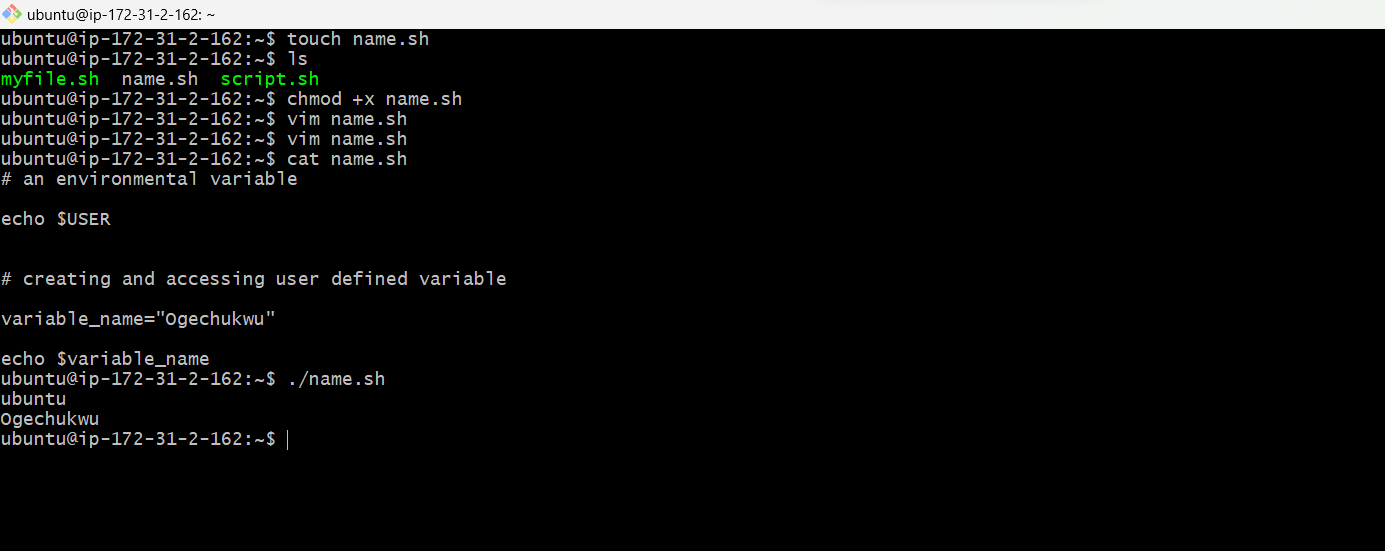 ubuntu@ip-172-31-2-162: ~
ubuntu@ip-172-31-2-162:~$ touch name.sh
ubuntu@ip-172-31-2-162:~$ ls
myfile.sh  name.sh  script.sh
ubuntu@ip-172-31-2-162:~$ chmod +x name.sh
ubuntu@ip-172-31-2-162:~$ vim name.sh
ubuntu@ip-172-31-2-162:~$ vim name.sh
ubuntu@ip-172-31-2-162:~$ cat name.sh
# an environmental variable
echo $USER
# creating and accessing user defined variable
variable_name="Ogechukwu"
echo $variable_name
ubuntu@ip-172-31-2-162:~$ ./name.sh
ubuntu
Ogechukwu
ubuntu@ip-172-31-2-162:~$